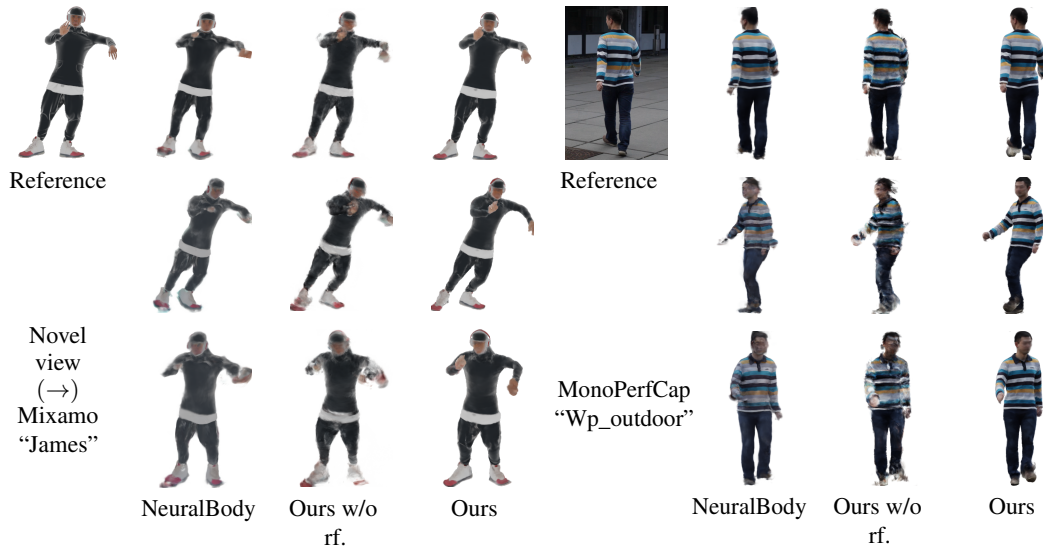 Reference
Reference
Novel
view
(→)
Mixamo
“James”
MonoPerfCap
“Wp_outdoor”
NeuralBody
Ours w/o
rf.
Ours
NeuralBody
Ours w/o
rf.
Ours